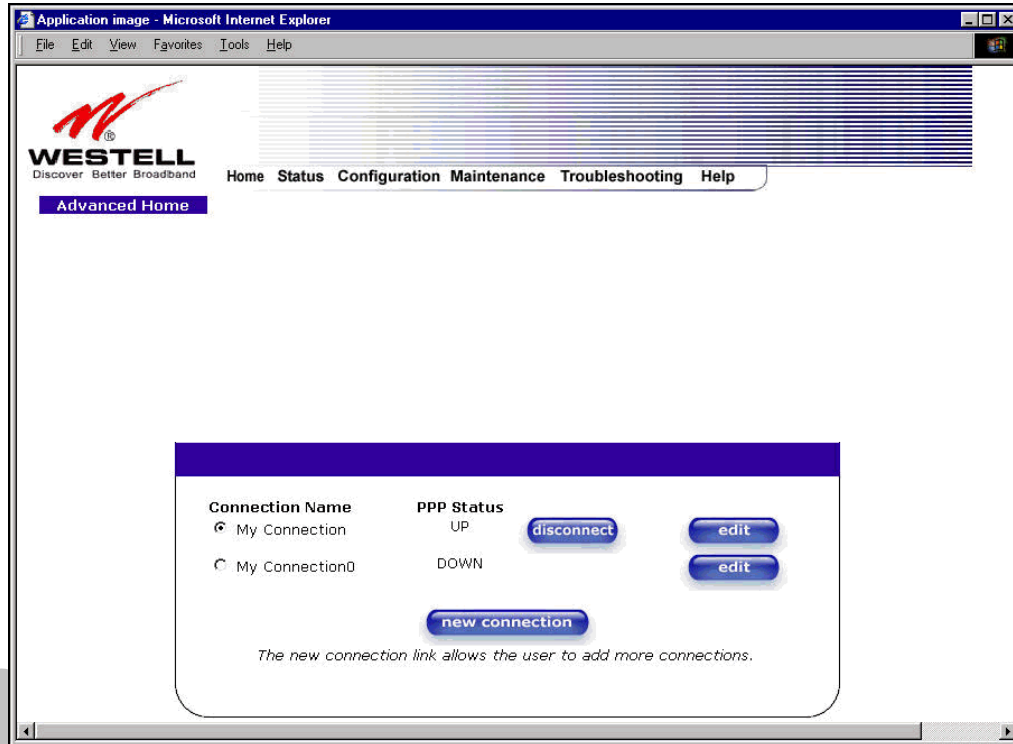 Application image - Microsoft Internet Explorer
File Edit View Favorites Tools Help
®
WESTELL
Discover Better Broadband
Home Status Configuration Maintenance Troubleshooting Help
Advanced Home
Connection Name PPP Status
My Connection UP disconnect edit
My Connection0 DOWN edit
new connection
The new connection link allows the user to add more connections.